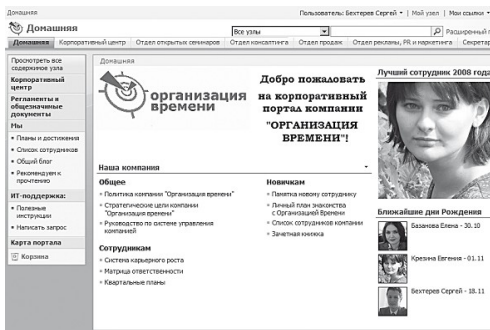 Домашняя
Пользователь: Бехтерев Сергей | Мой узел | Мои ссылки
Домашняя
Все узлы
Расширенный п
Домашняя Корпоративный центр Отдел открытых семинаров Отдел консалтинга Отдел продаж Отдел рекламы, PR и маркетинга Секретар
Просмотреть все содержимое узла
Корпоративный центр
Регламенты и общезначимые документы
Мы
Планы и достижения
Список сотрудников
Общий блог
Рекомендуем к прочтению
ИТ-поддержка:
Полезные инструкции
Написать запрос
Карта портала
Корзина
Домашняя
организация
времени
Добро пожаловать
на корпоративный
портал компании
"ОРГАНИЗАЦИЯ
ВРЕМЕНИ"!
Наша компания
Общее
Политика компании "Организация времени"
Стратегические цели компании
"Организация времени"
Руководство по системе управления
компанией
Сотрудникам
Система карьерного роста
Матрица ответственности
Квартальные планы
Новичкам
Памятка новому сотруднику
Личный план знакомства
с Организацией Времени
Список сотрудников компании
Зачетная книжка
Лучший сотрудник 2008 года
Ближайшие дни Рождения
Базанова Елена - 30.10
Крезина Евгения - 01.11
Бехтерев Сергей - 18.11